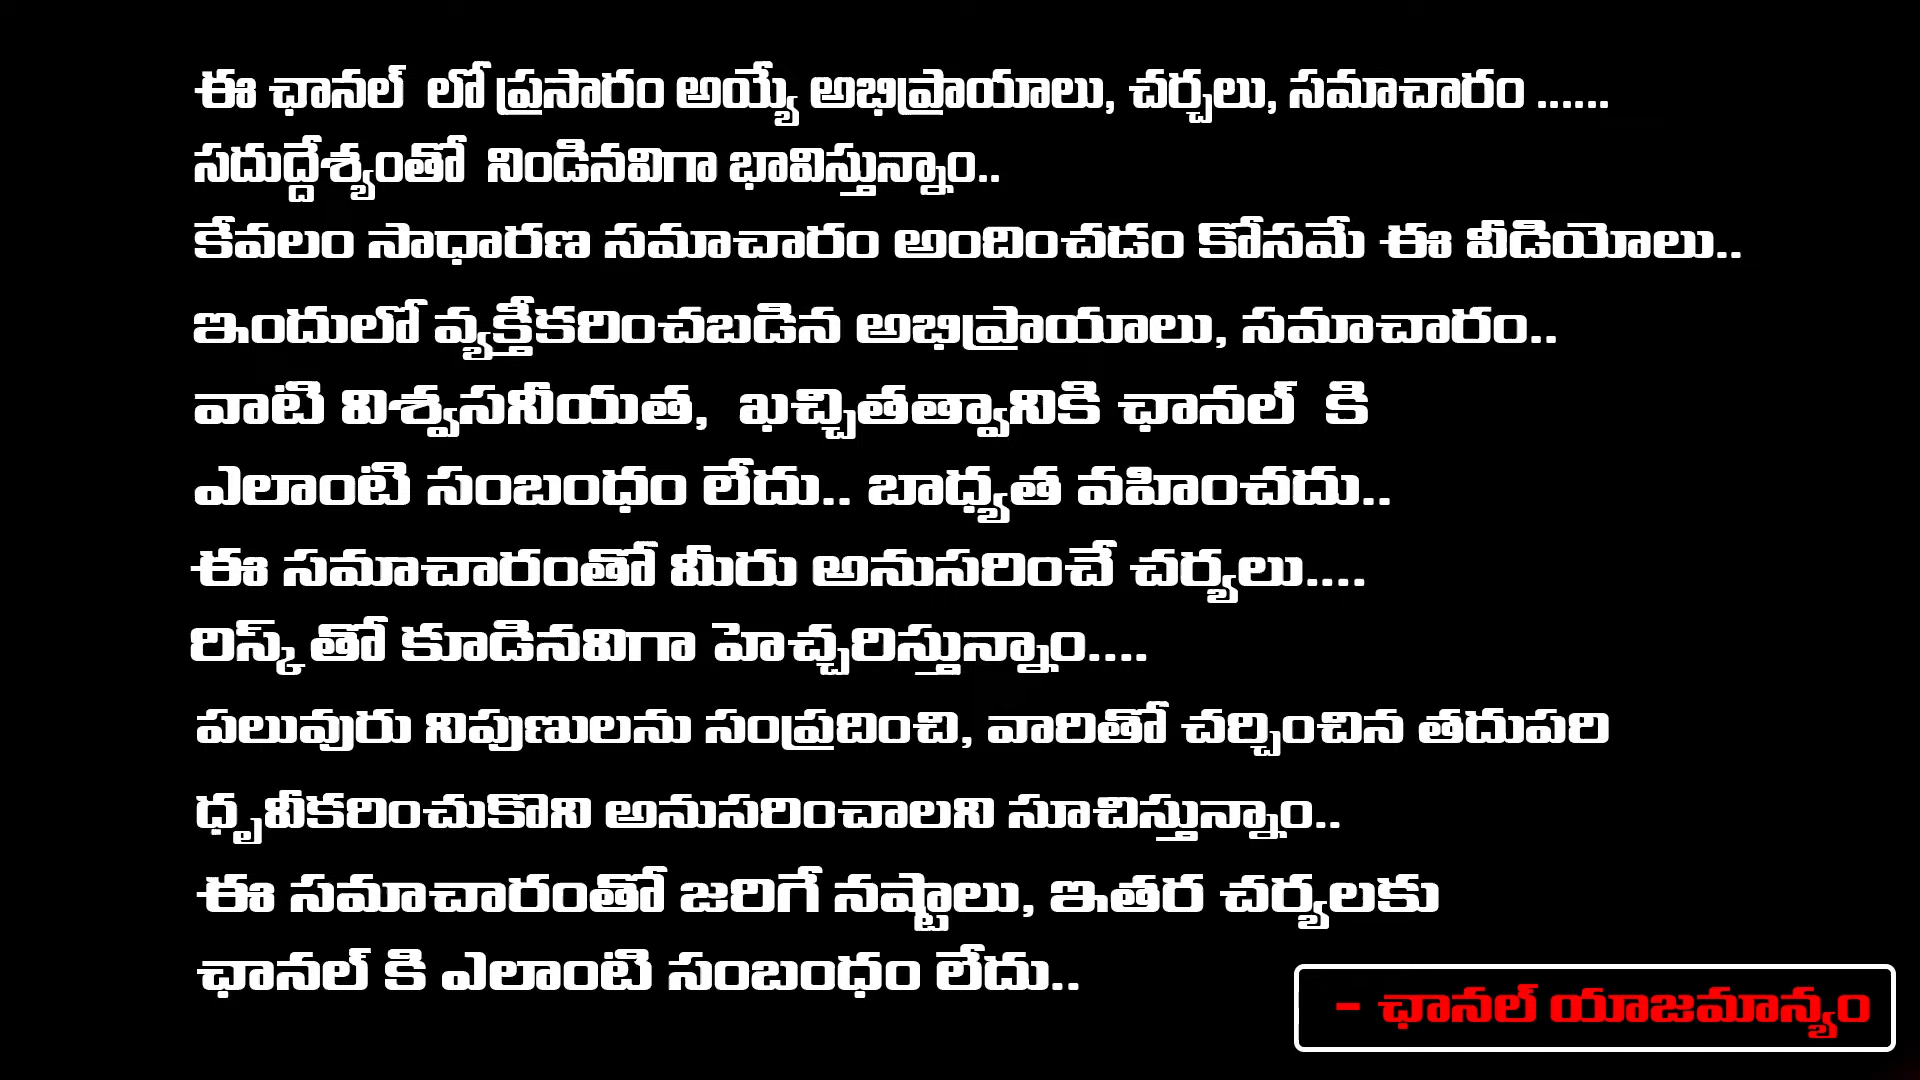 ఈ ఛానల్ లో ప్రసారం అయ్యే అభిప్రాయాలు, చర్చలు, సమాచారం ......
సదుద్దేశ్యంతో నిండినవిగా భావిస్తున్నాం..
కేవలం సాధారణ సమాచారం అందించడం కోసమే ఈ వీడియోలు..
ఇందులో వ్యక్తీకరించబడిన అభిప్రాయాలు, సమాచారం..
వాటి విశ్వసనీయత, ఖచ్చితత్వానికి ఛానల్ కి
ఎలాంటి సంబంధం లేదు.. బాధ్యత వహించదు..
ఈ సమాచారంతో మీరు అనుసరించే చర్యలు....
రిస్క్ తో కూడినవిగా హెచ్చరిస్తున్నాం....
పలువురు నిపుణులను సంప్రదించి, వారితో చర్చించిన తదుపరి
ధృవీకరించుకొని అనుసరించాలని సూచిస్తున్నాం..
ఈ సమాచారంతో జరిగే నష్టాలు, ఇతర చర్యలకు
ఛానల్ కి ఎలాంటి సంబంధం లేదు..
- ఛానల్ యాజమాన్యం